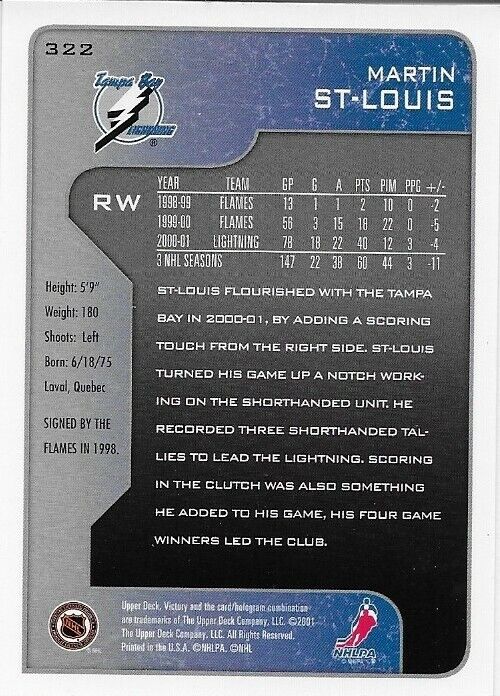 322
Tampa Bay
LIGHTNING
MARTIN
ST-LOUIS
RW
YEAR TEAM GP G A PTS PIM PPG +/-
1998-99 FLAMES 13 1 1 2 10 0 -2
1999-00 FLAMES 56 3 15 18 22 0 -5
2000-01 LIGHTNING 78 18 22 40 12 3 -4
3 NHL SEASONS 147 22 38 60 44 3 -11
Height: 5'9"
Weight: 180
Shoots: Left
Born: 6/18/75
Laval, Quebec
SIGNED BY THE
FLAMES IN 1998.
ST-LOUIS FLOURISHED WITH THE TAMPA
BAY IN 2000-01, BY ADDING A SCORING
TOUCH FROM THE RIGHT SIDE. ST-LOUIS
TURNED HIS GAME UP A NOTCH WORK-
ING ON THE SHORTHANDED UNIT. HE
RECORDED THREE SHORTHANDED TAL-
LIES TO LEAD THE LIGHTNING. SCORING
IN THE CLUTCH WAS ALSO SOMETHING
HE ADDED TO HIS GAME, HIS FOUR GAME
WINNERS LED THE CLUB.
NHL
© NHL
Upper Deck, Victory and the card/hologram combination
are trademarks of The Upper Deck Company, LLC. ©2001
The Upper Deck Company, LLC. All Rights Reserved.
Printed in the U.S.A. ©NHLPA. ©NHL
NHLPA